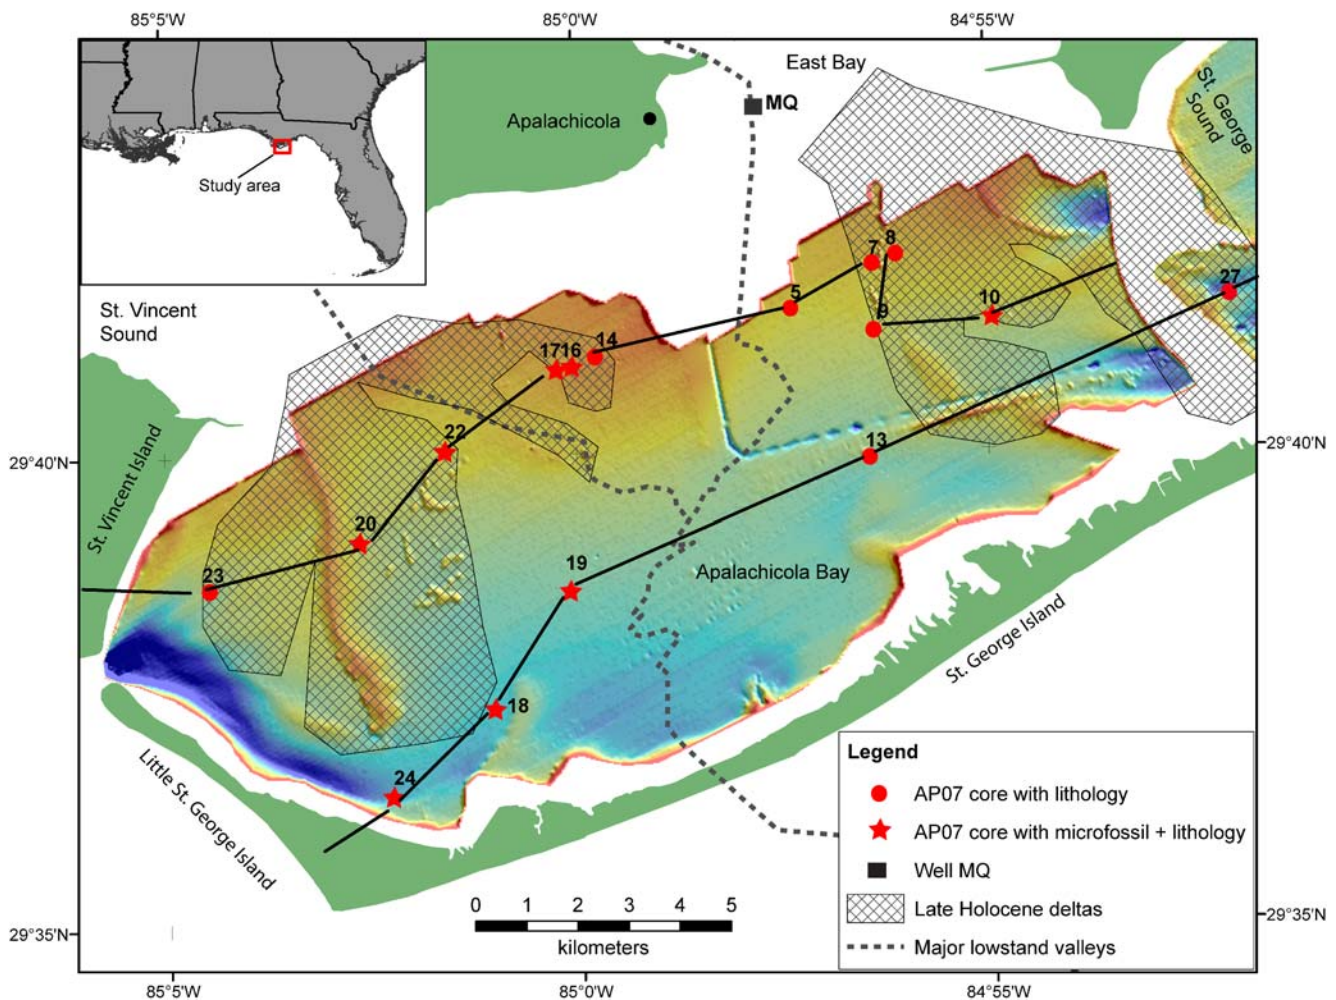 85°5'W
85°0'W
84°55'W
East Bay
MQ
Apalachicola
St. George
Sound
Study area
St. Vincent
Sound
7
8
5
9
10
27
17
16
14
22
13
29°40'N
29°40'N
St. Vincent Island
20
23
19
Apalachicola Bay
18
St. George Island
24
Little St. George Island
Legend
AP07 core with lithology
AP07 core with microfossil + lithology
Well MQ
Late Holocene deltas
Major lowstand valleys
0 1 2 3 4 5
kilometers
29°35'N
29°35'N
85°5'W
85°0'W
84°55'W